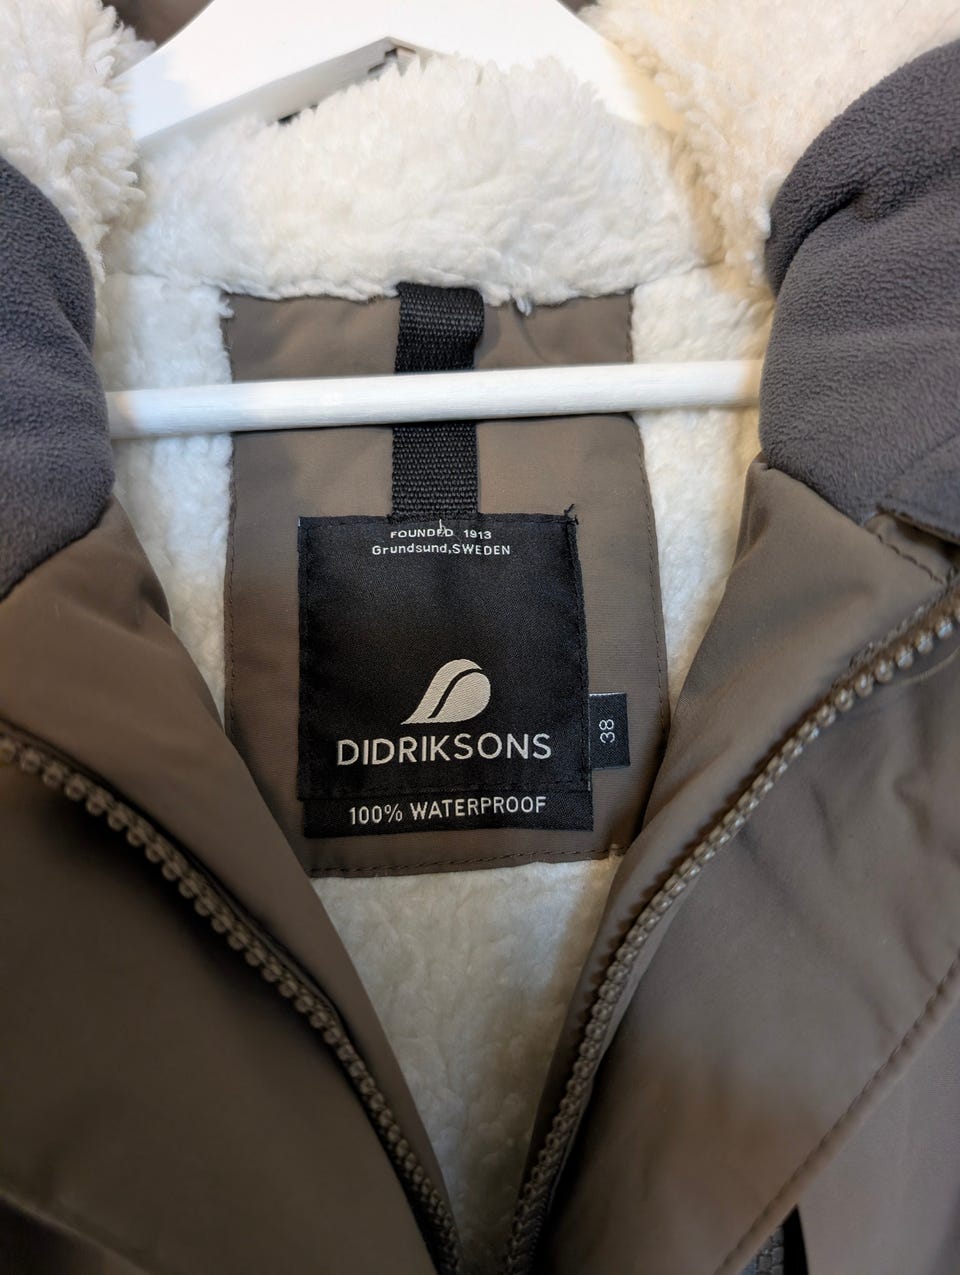 FOUNDED 1913
Grundsund,SWEDEN
DIDRIKSONS
38
100% WATERPROOF